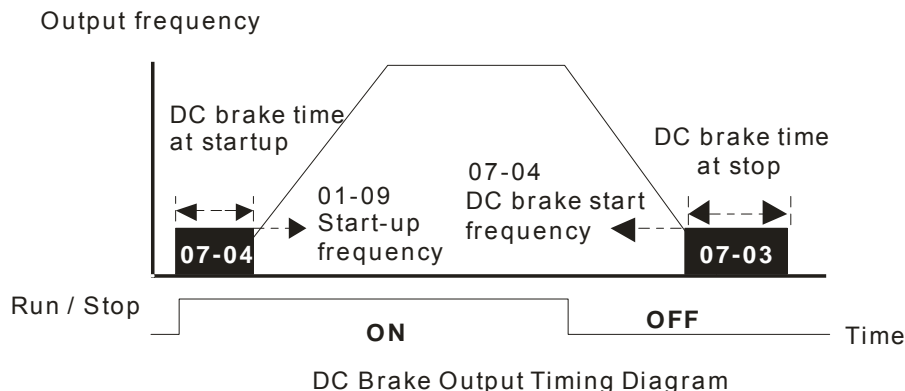 Output frequency
DC brake time
at startup
DC brake time
at stop
07-04
DC brake start
frequency
01-09
Start-up
frequency
07-04
07-03
Run / Stop
ON
OFF
Time
DC Brake Output Timing Diagram